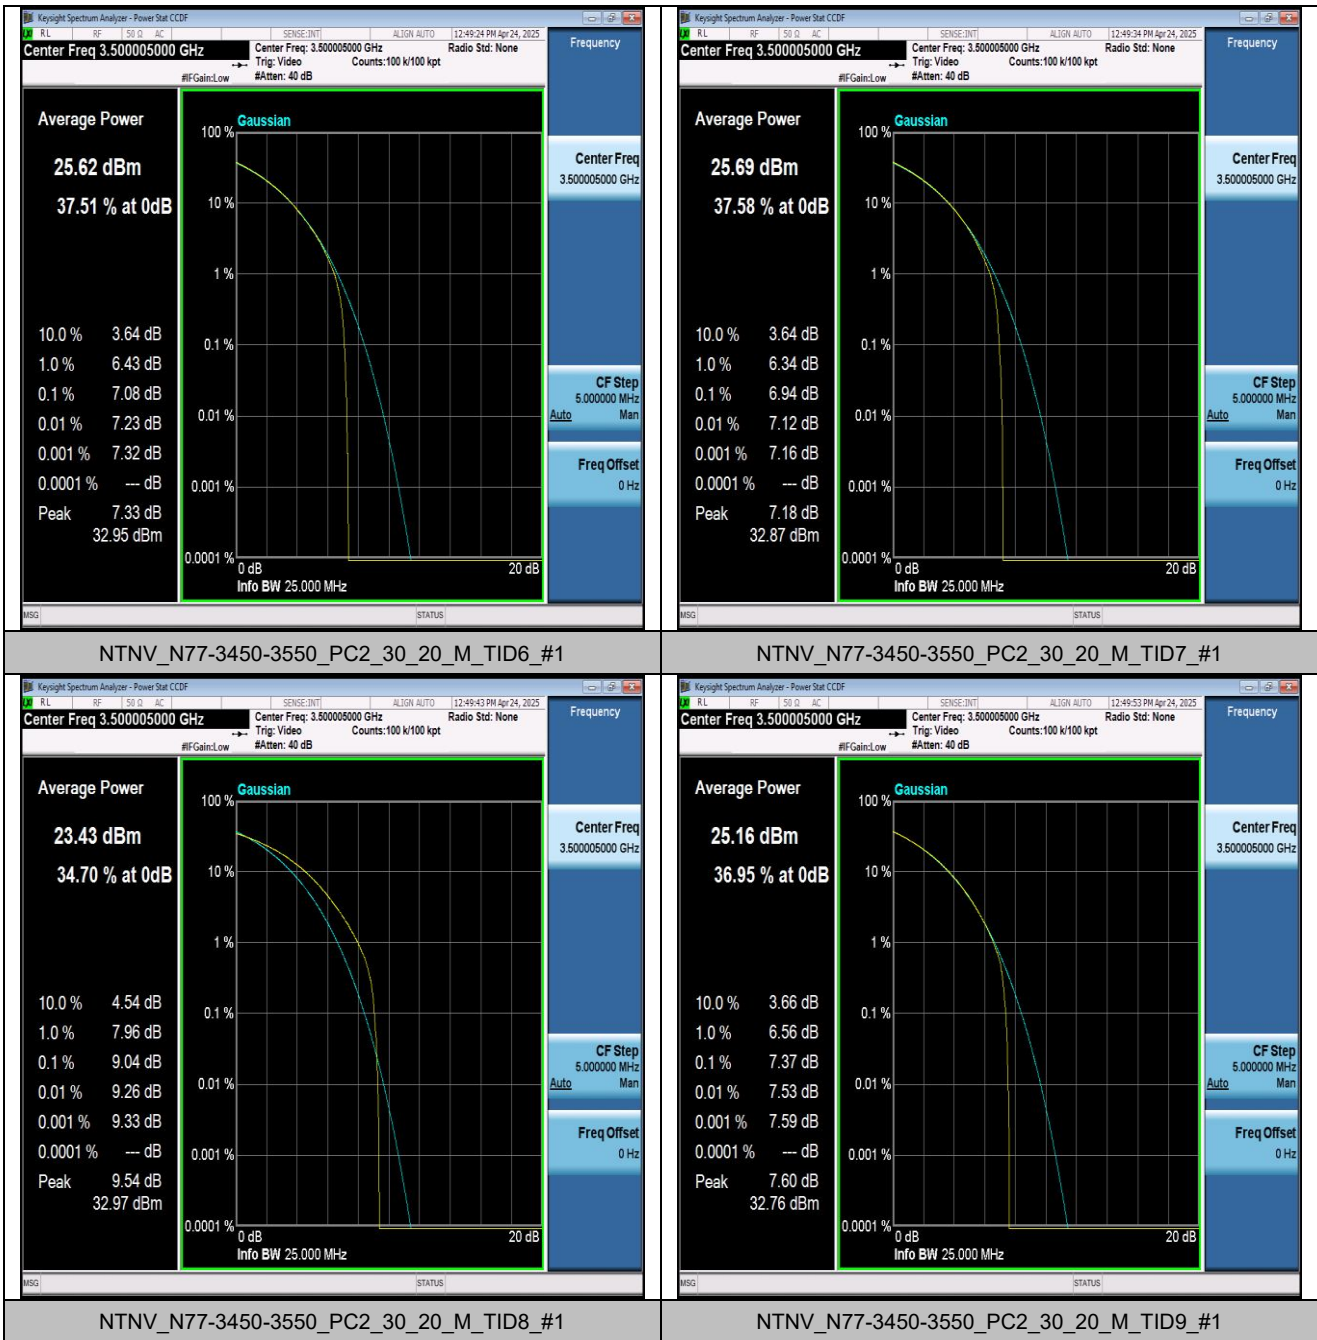 Keysight Spectrum Analyzer - Power Stat CCDF
RL RF 50 Ω AC SENSE:INT ALIGN AUTO 12:49:24 PM Apr 24, 2025
Center Freq 3.500005000 GHz
Center Freq: 3.500005000 GHz Radio Std: None
Trig: Video Counts:100 k/100 kpt
#IFGain:Low #Atten: 40 dB
Frequency
Average Power
25.62 dBm
37.51 % at 0dB
10.0 % 3.64 dB
1.0 % 6.43 dB
0.1 % 7.08 dB
0.01 % 7.23 dB
0.001 % 7.32 dB
0.0001 % --- dB
Peak 7.33 dB
32.95 dBm
Gaussian
100 %
10 %
1 %
0.1 %
0.01 %
0.001 %
0.0001 %
0 dB 20 dB
Info BW 25.000 MHz
Center Freq
3.500005000 GHz
CF Step
5.000000 MHz
Auto Man
Freq Offset
0 Hz
MSG STATUS
NTNV_N77-3450-3550_PC2_30_20_M_TID6_#1
Keysight Spectrum Analyzer - Power Stat CCDF
RL RF 50 Ω AC SENSE:INT ALIGN AUTO 12:49:34 PM Apr 24, 2025
Center Freq 3.500005000 GHz
Center Freq: 3.500005000 GHz Radio Std: None
Trig: Video Counts:100 k/100 kpt
#IFGain:Low #Atten: 40 dB
Frequency
Average Power
25.69 dBm
37.58 % at 0dB
10.0 % 3.64 dB
1.0 % 6.34 dB
0.1 % 6.94 dB
0.01 % 7.12 dB
0.001 % 7.16 dB
0.0001 % --- dB
Peak 7.18 dB
32.87 dBm
Gaussian
100 %
10 %
1 %
0.1 %
0.01 %
0.001 %
0.0001 %
0 dB 20 dB
Info BW 25.000 MHz
Center Freq
3.500005000 GHz
CF Step
5.000000 MHz
Auto Man
Freq Offset
0 Hz
MSG STATUS
NTNV_N77-3450-3550_PC2_30_20_M_TID7_#1
Keysight Spectrum Analyzer - Power Stat CCDF
RL RF 50 Ω AC SENSE:INT ALIGN AUTO 12:49:43 PM Apr 24, 2025
Center Freq 3.500005000 GHz
Center Freq: 3.500005000 GHz Radio Std: None
Trig: Video Counts:100 k/100 kpt
#IFGain:Low #Atten: 40 dB
Frequency
Average Power
23.43 dBm
34.70 % at 0dB
10.0 % 4.54 dB
1.0 % 7.96 dB
0.1 % 9.04 dB
0.01 % 9.26 dB
0.001 % 9.33 dB
0.0001 % --- dB
Peak 9.54 dB
32.97 dBm
Gaussian
100 %
10 %
1 %
0.1 %
0.01 %
0.001 %
0.0001 %
0 dB 20 dB
Info BW 25.000 MHz
Center Freq
3.500005000 GHz
CF Step
5.000000 MHz
Auto Man
Freq Offset
0 Hz
MSG STATUS
NTNV_N77-3450-3550_PC2_30_20_M_TID8_#1
Keysight Spectrum Analyzer - Power Stat CCDF
RL RF 50 Ω AC SENSE:INT ALIGN AUTO 12:49:53 PM Apr 24, 2025
Center Freq 3.500005000 GHz
Center Freq: 3.500005000 GHz Radio Std: None
Trig: Video Counts:100 k/100 kpt
#IFGain:Low #Atten: 40 dB
Frequency
Average Power
25.16 dBm
36.95 % at 0dB
10.0 % 3.66 dB
1.0 % 6.56 dB
0.1 % 7.37 dB
0.01 % 7.53 dB
0.001 % 7.59 dB
0.0001 % --- dB
Peak 7.60 dB
32.76 dBm
Gaussian
100 %
10 %
1 %
0.1 %
0.01 %
0.001 %
0.0001 %
0 dB 20 dB
Info BW 25.000 MHz
Center Freq
3.500005000 GHz
CF Step
5.000000 MHz
Auto Man
Freq Offset
0 Hz
MSG STATUS
NTNV_N77-3450-3550_PC2_30_20_M_TID9_#1